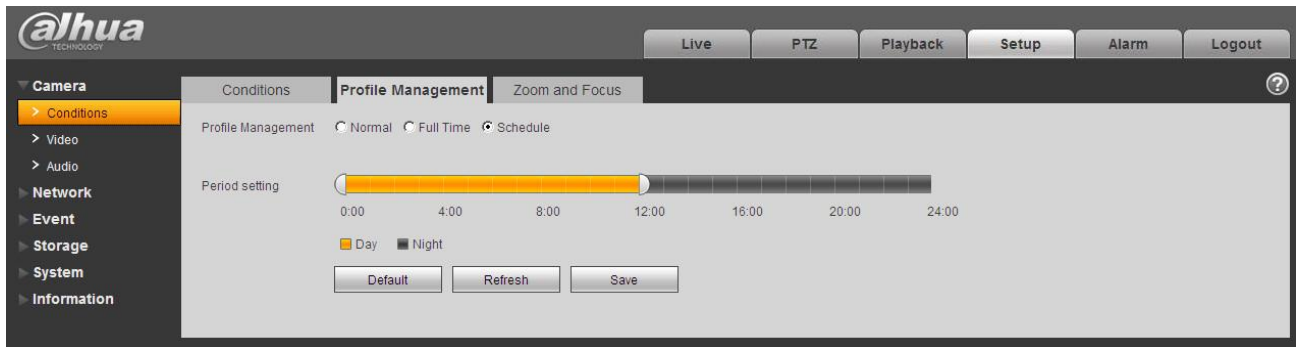 alhua
TECHNOLOGY
Live PTZ Playback Setup Alarm Logout
Camera
Conditions
Video
Audio
Network
Event
Storage
System
Information
Conditions Profile Management Zoom and Focus
Profile Management Normal Full Time Schedule
Period setting
0:00 4:00 8:00 12:00 16:00 20:00 24:00
Day Night
Default Refresh Save